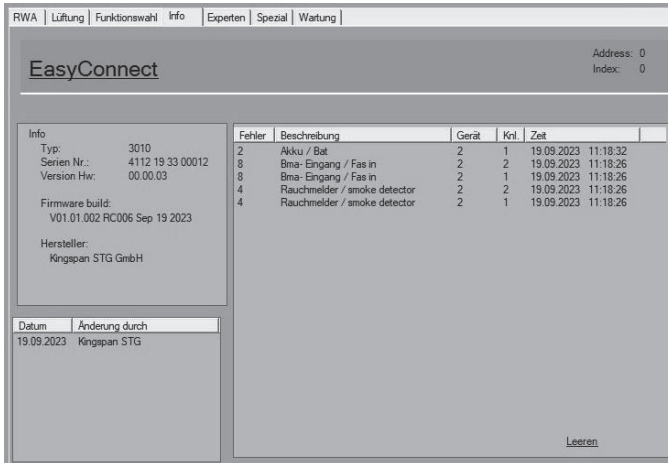 RWA Lüftung Funktionswahl Info Experten Spezial Wartung
EasyConnect
Address: 0
Index: 0
Info
Typ: 3010
Serien Nr.: 4112 19 33 00012
Version Hw: 00.00.03
Firmware build:
V01.01.002 RC006 Sep 19 2023
Hersteller:
Kingspan STG GmbH
Datum Änderung durch
19.09.2023 Kingspan STG
Fehler Beschreibung Gerät Knl. Zeit
2 Akku / Bat 2 1 19.09.2023 11:18:32
8 Bma- Eingang / Fas in 2 2 19.09.2023 11:18:26
8 Bma- Eingang / Fas in 2 1 19.09.2023 11:18:26
4 Rauchmelder / smoke detector 2 2 19.09.2023 11:18:26
4 Rauchmelder / smoke detector 2 1 19.09.2023 11:18:26
Leeren